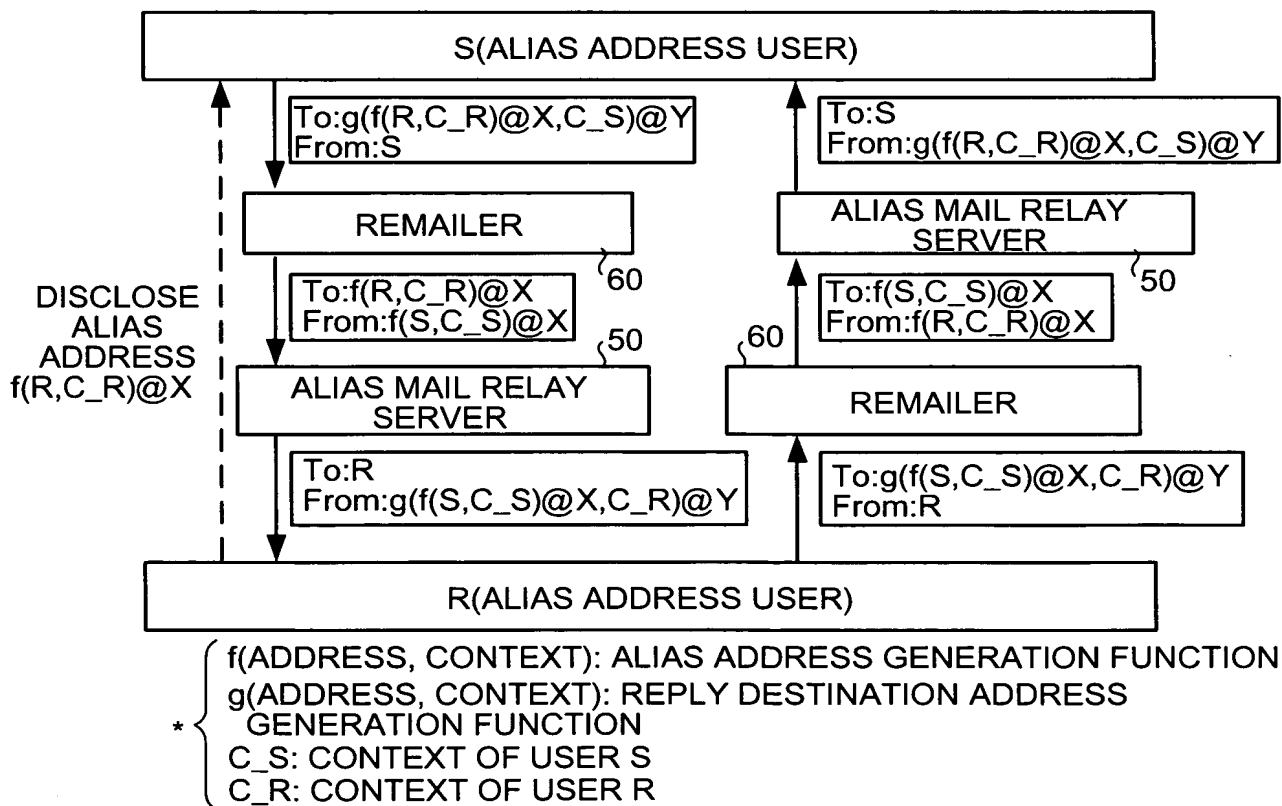 S(ALIAS ADDRESS USER)
To:g(f(R,C_R)@X,C_S)@Y
From:S
To:S
From:g(f(R,C_R)@X,C_S)@Y
REMAILER
60
ALIAS MAIL RELAY
SERVER
50
DISCLOSE
ALIAS
ADDRESS
f(R,C_R)@X
To:f(R,C_R)@X
From:f(S,C_S)@X
To:f(S,C_S)@X
From:f(R,C_R)@X
50
ALIAS MAIL RELAY
SERVER
60
REMAILER
To:R
From:g(f(S,C_S)@X,C_R)@Y
To:g(f(S,C_S)@X,C_R)@Y
From:R
R(ALIAS ADDRESS USER)
*
f(ADDRESS, CONTEXT): ALIAS ADDRESS GENERATION FUNCTION
g(ADDRESS, CONTEXT): REPLY DESTINATION ADDRESS
GENERATION FUNCTION
C_S: CONTEXT OF USER S
C_R: CONTEXT OF USER R